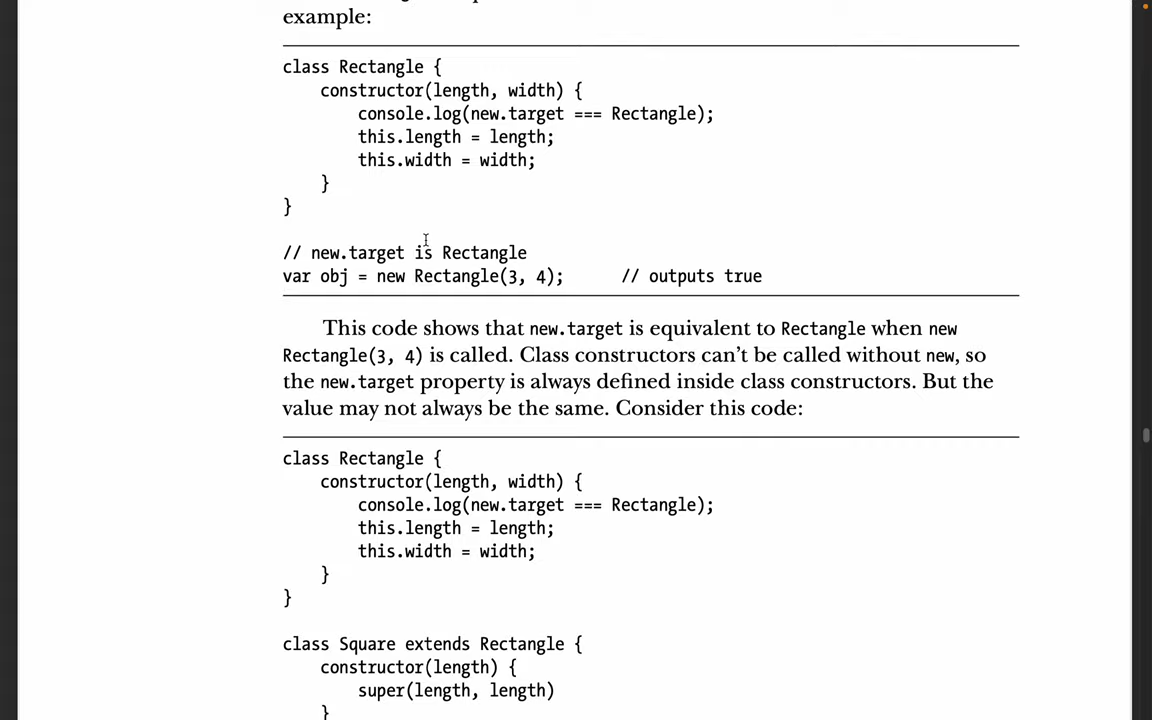 example:
class Rectangle {
    constructor(length, width) {
        console.log(new.target === Rectangle);
        this.length = length;
        this.width = width;
    }
}
// new.target is Rectangle
var obj = new Rectangle(3, 4);      // outputs true
This code shows that new.target is equivalent to Rectangle when new
Rectangle(3, 4) is called. Class constructors can’t be called without new, so
the new.target property is always defined inside class constructors. But the
value may not always be the same. Consider this code:
class Rectangle {
    constructor(length, width) {
        console.log(new.target === Rectangle);
        this.length = length;
        this.width = width;
    }
}
class Square extends Rectangle {
    constructor(length) {
        super(length, length)
    }